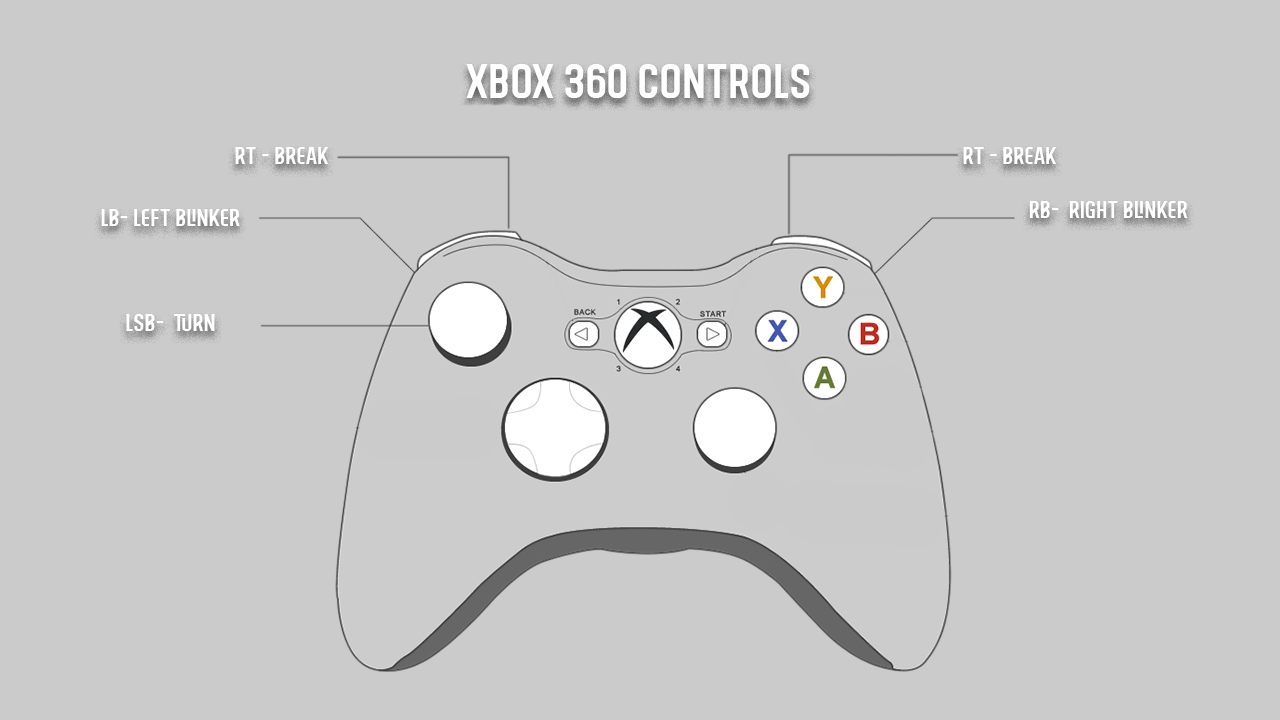 XBOX 360 CONTROLS
RT - BREAK
RT - BREAK
LB- LEFT BLINKER
RB- RIGHT BLINKER
LSB- TURN
BACK
1
2
START
3
4
Y
X
B
A